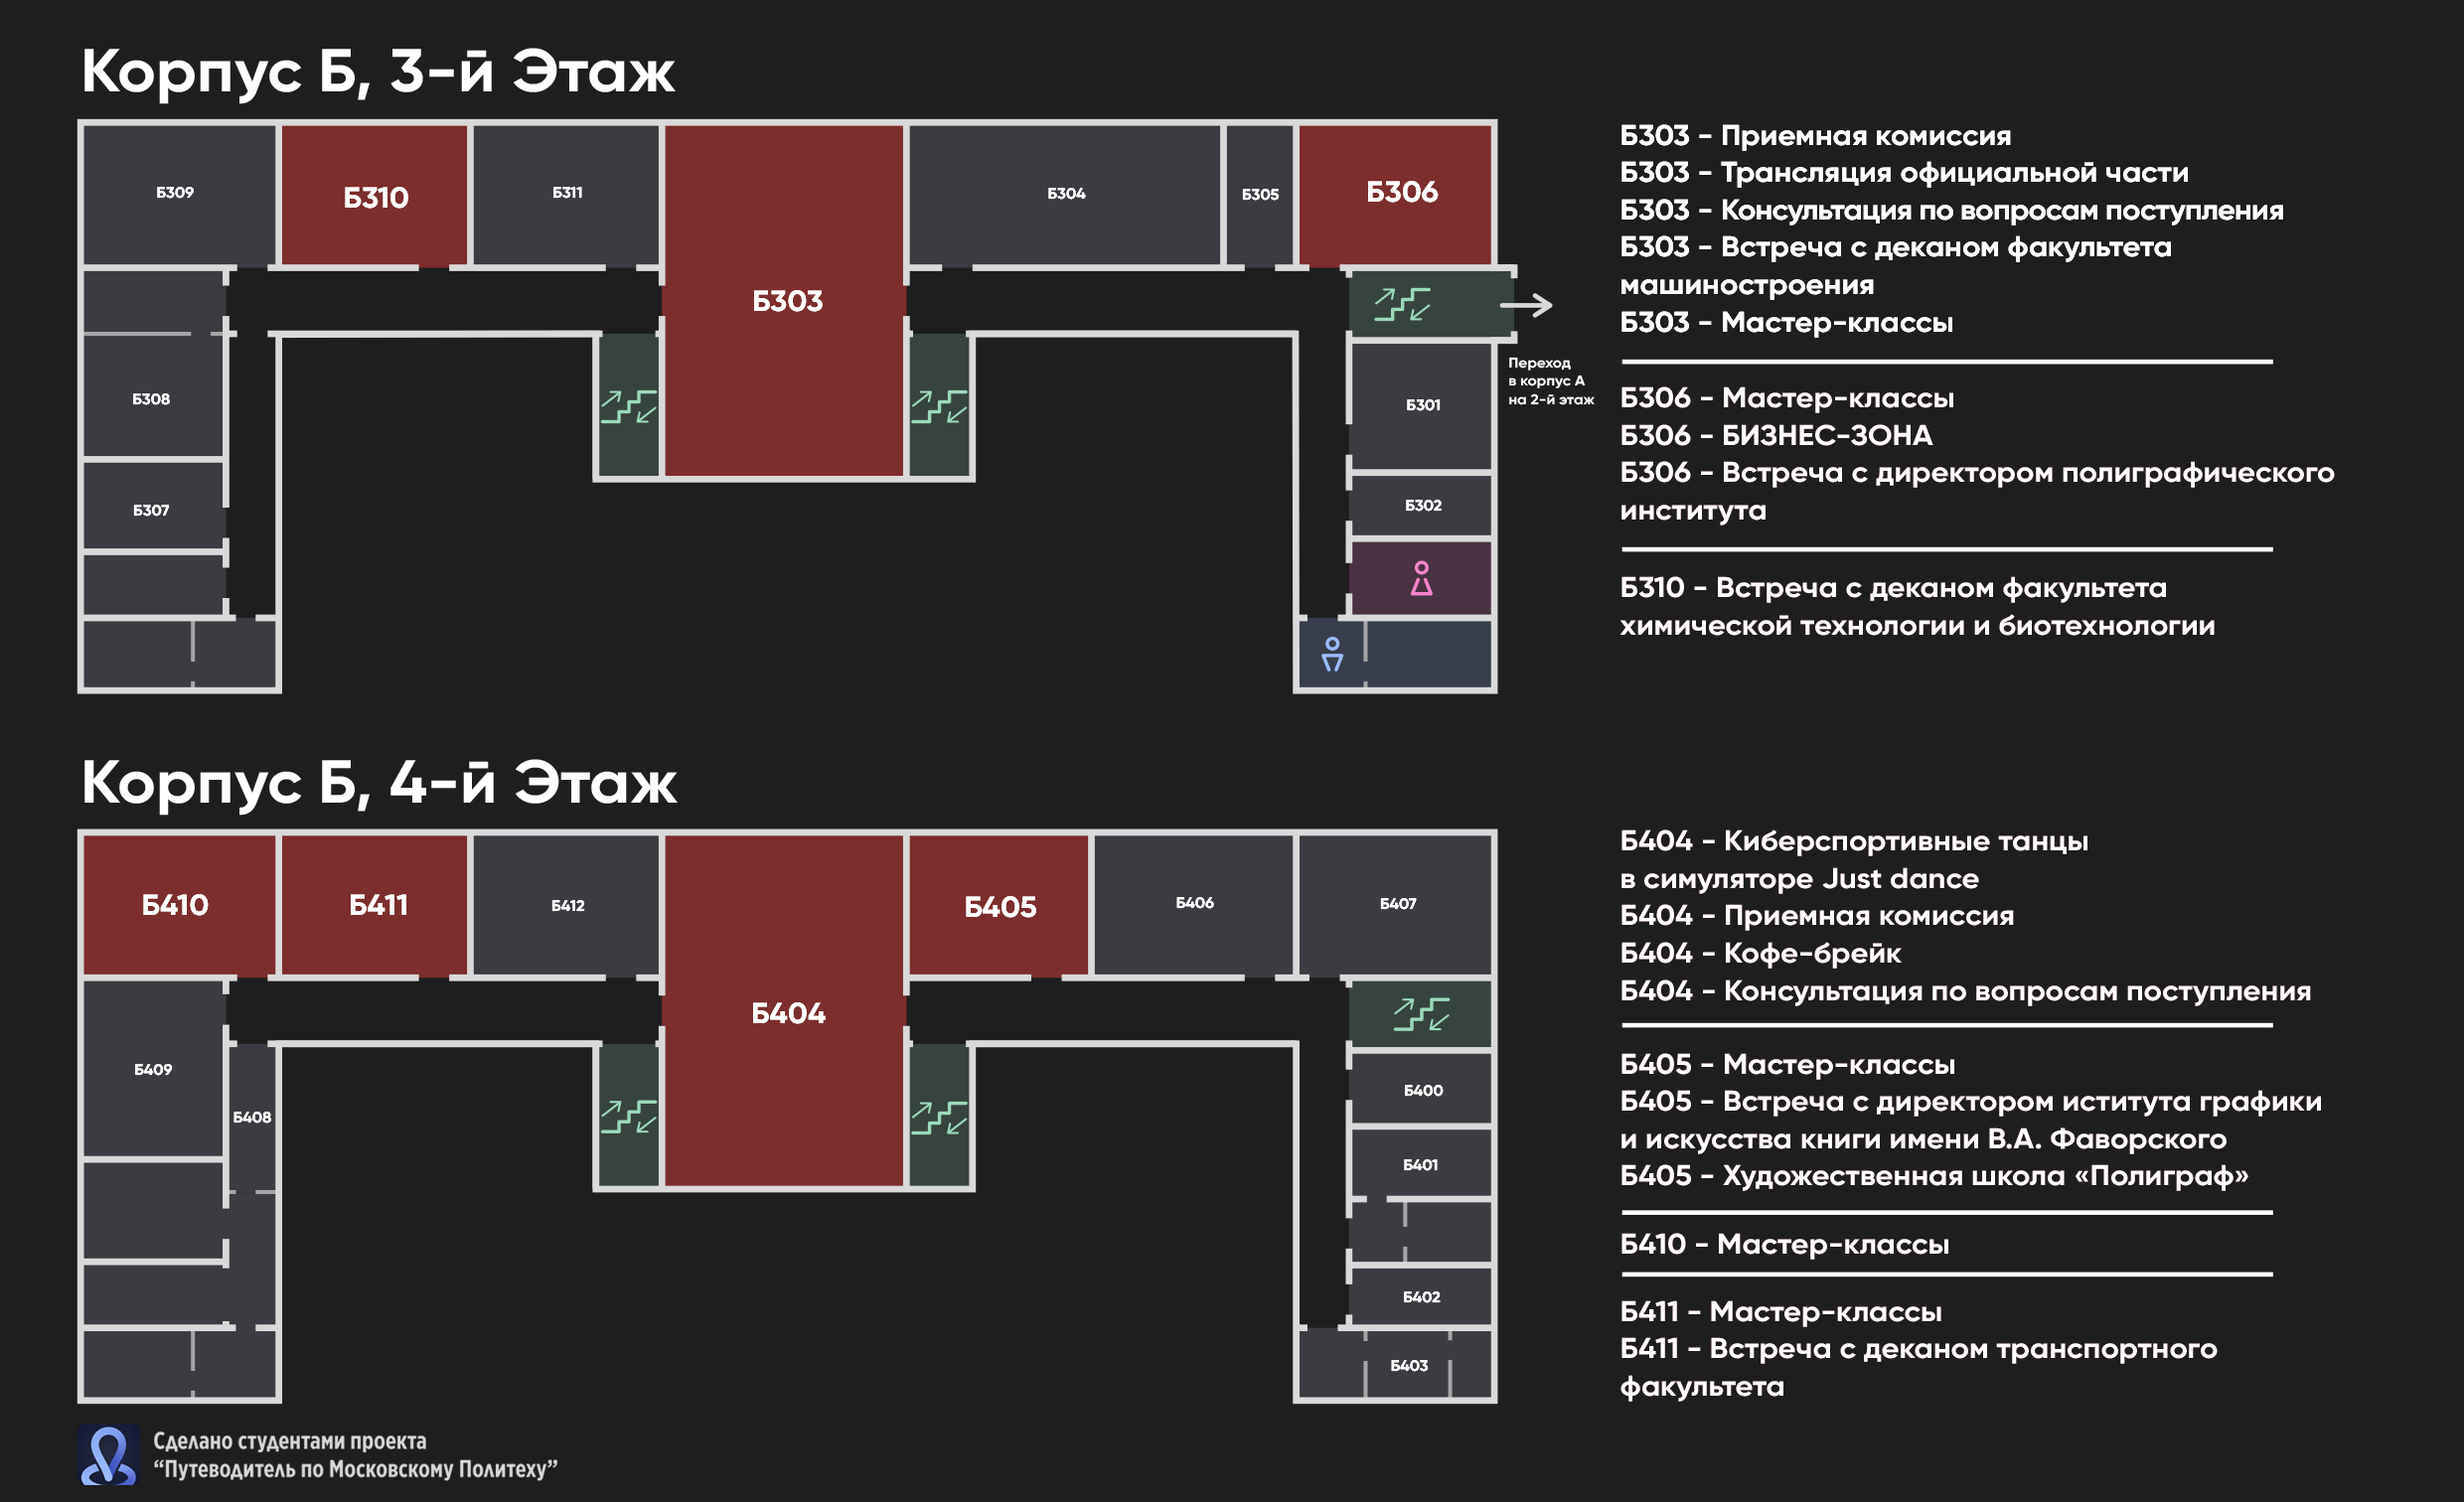 Корпус Б, 3-й Этаж
Б309
Б310
Б311
Б303
Б304
Б305
Б306
Б308
Б307
Б301
Б302
Переход
в корпус А
на 2-й этаж
Б303 - Приемная комиссия
Б303 - Трансляция официальной части
Б303 - Консультация по вопросам поступления
Б303 - Встреча с деканом факультета
машиностроения
Б303 - Мастер-классы
Б306 - Мастер-классы
Б306 - БИЗНЕС-ЗОНА
Б306 - Встреча с директором полиграфического
института
Б310 - Встреча с деканом факультета
химической технологии и биотехнологии
Корпус Б, 4-й Этаж
Б410
Б411
Б412
Б404
Б405
Б406
Б407
Б409
Б408
Б400
Б401
Б402
Б403
Б404 - Киберспортивные танцы
в симуляторе Just dance
Б404 - Приемная комиссия
Б404 - Кофе-брейк
Б404 - Консультация по вопросам поступления
Б405 - Мастер-классы
Б405 - Встреча с директором иститута графики
и искусства книги имени В.А. Фаворского
Б405 - Художественная школа «Полиграф»
Б410 - Мастер-классы
Б411 - Мастер-классы
Б411 - Встреча с деканом транспортного
факультета
Сделано студентами проекта
“Путеводитель по Московскому Политеху”